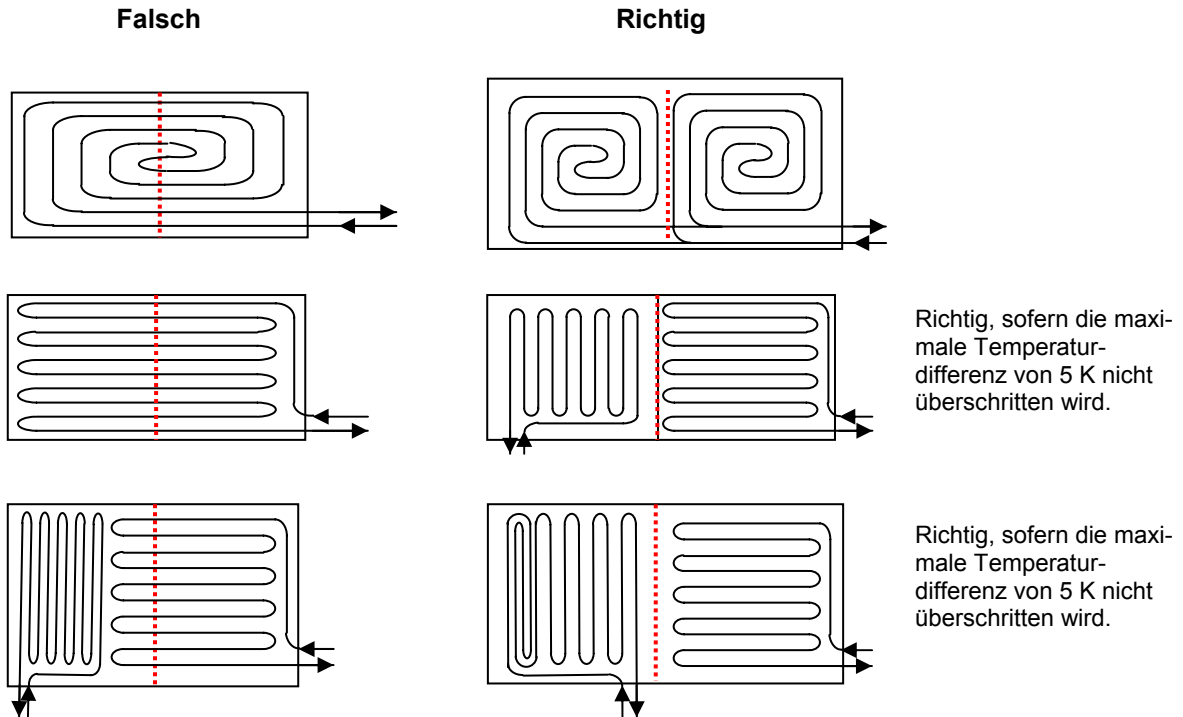 Falsch
Richtig
Richtig, sofern die maxi-
male Temperatur-
differenz von 5 K nicht
überschritten wird.
Richtig, sofern die maxi-
male Temperatur-
differenz von 5 K nicht
überschritten wird.